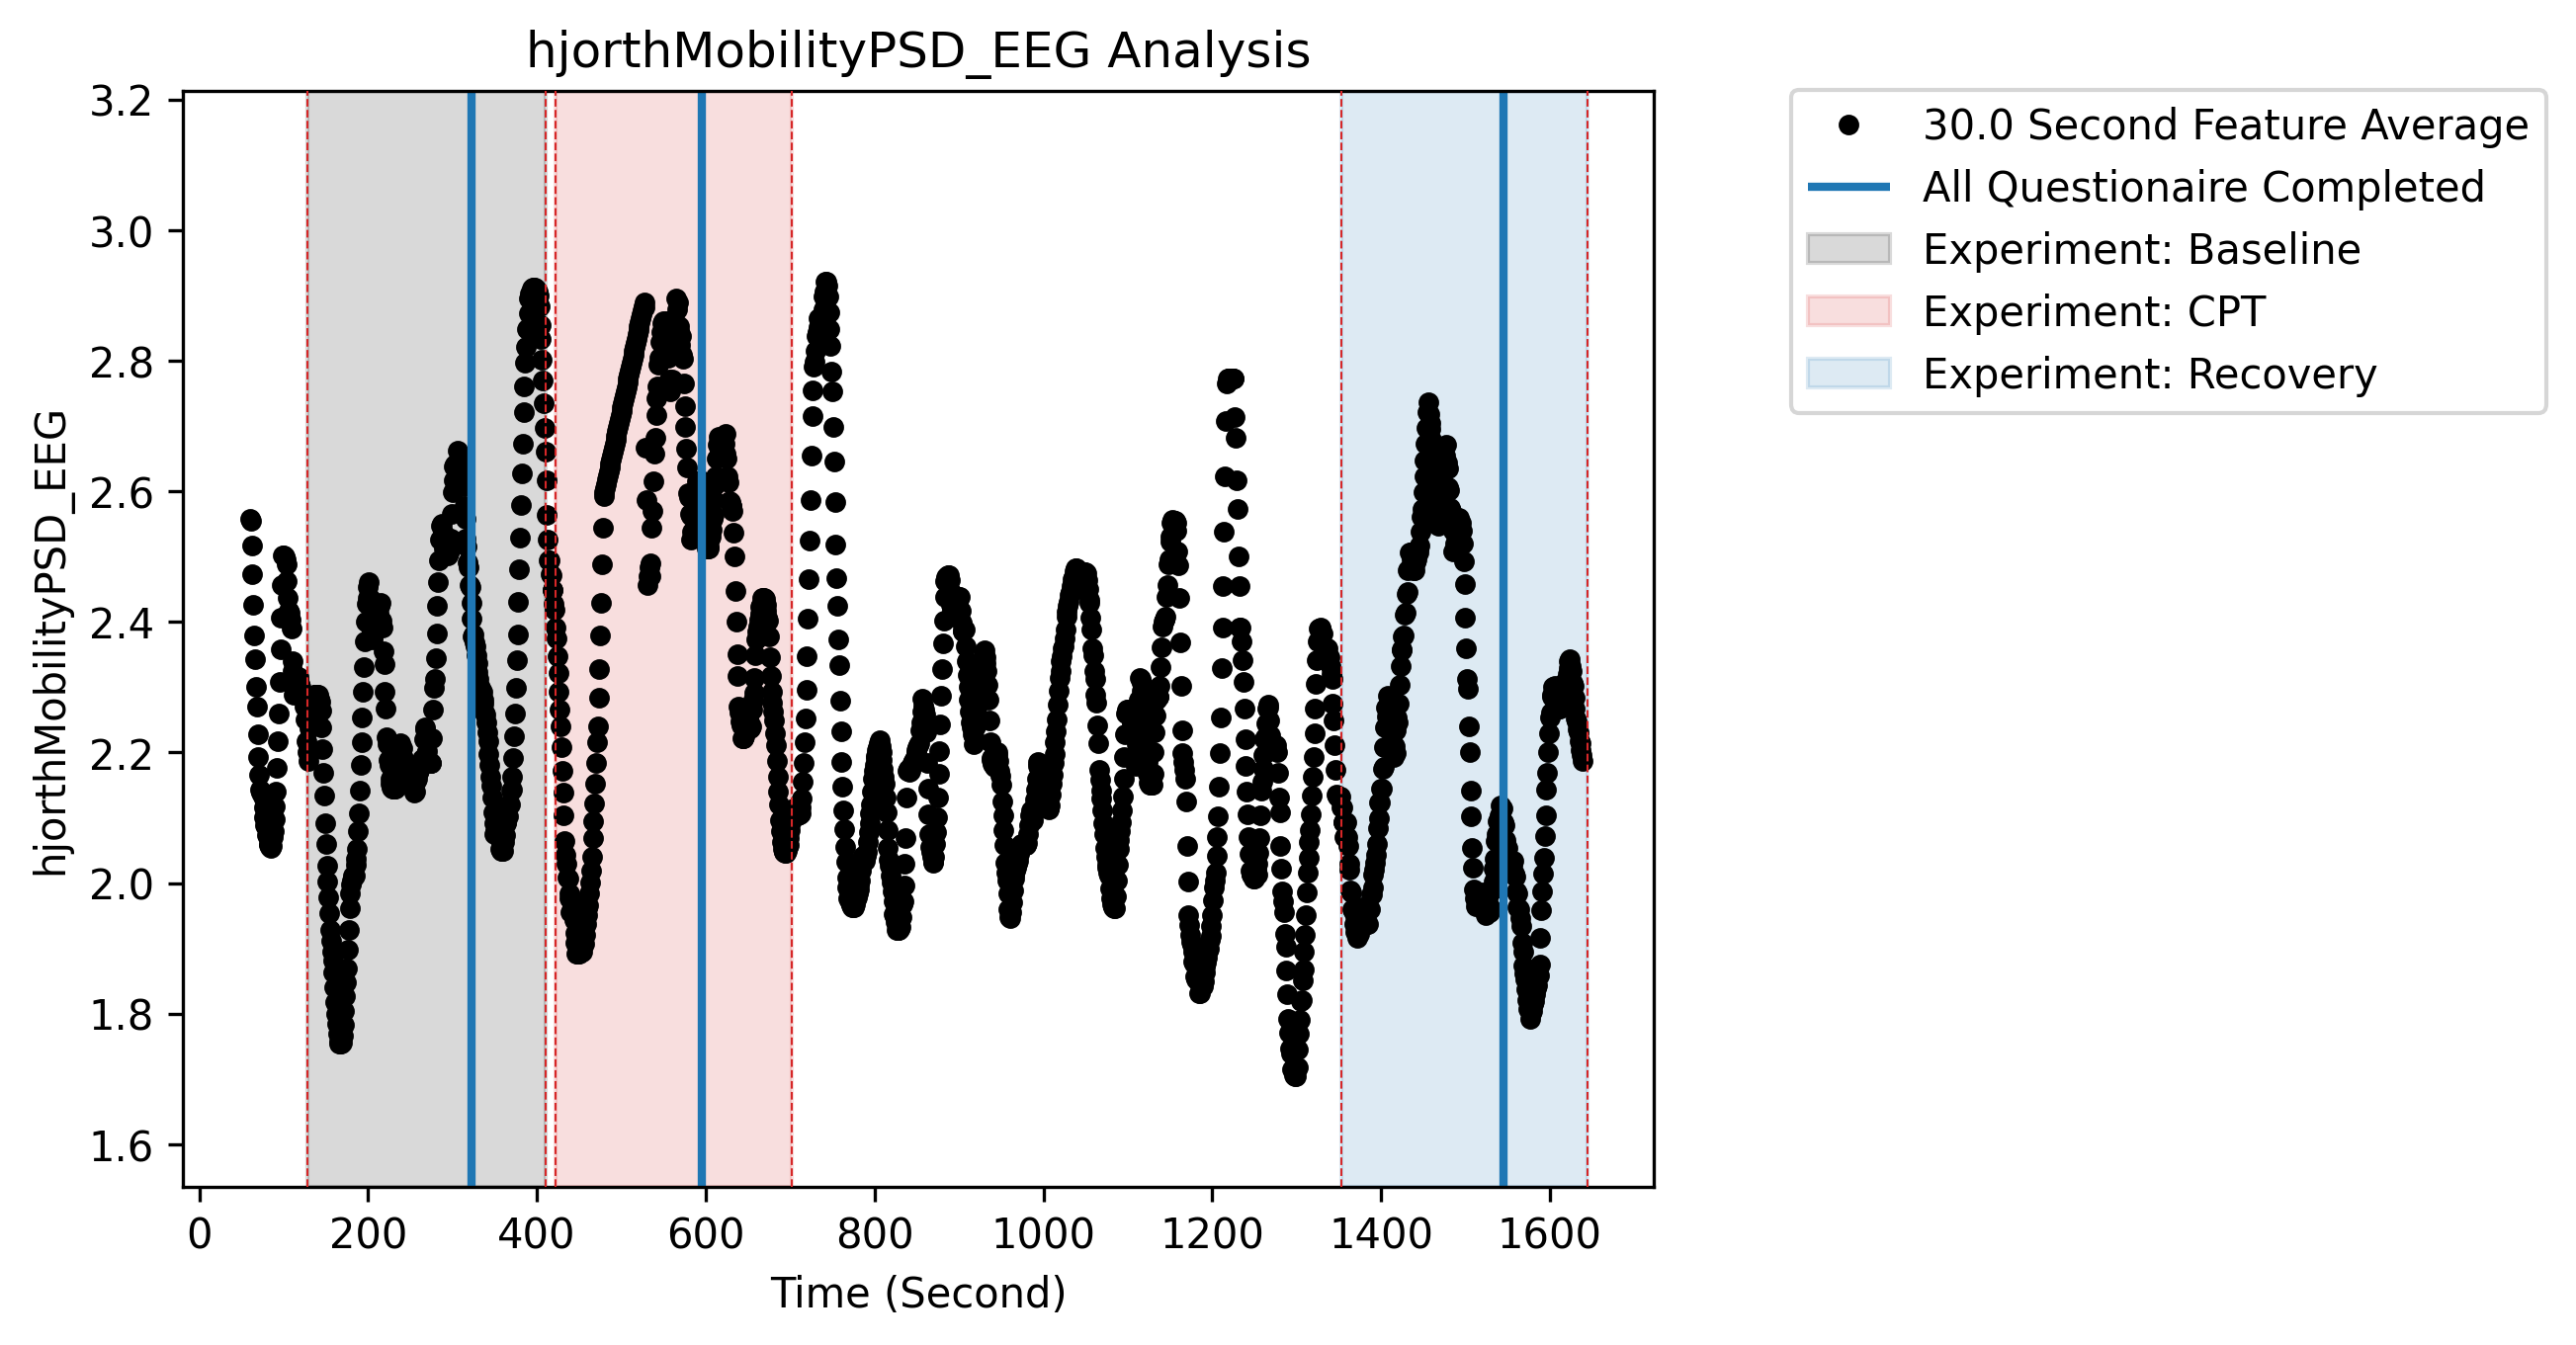 hjorthMobilityPSD_EEG Analysis
3.2
3.0
2.8
2.6
2.4
2.2
2.0
1.8
1.6
hjorthMobilityPSD_EEG
0 200 400 600 800 1000 1200 1400 1600
Time (Second)
30.0 Second Feature Average
All Questionaire Completed
Experiment: Baseline
Experiment: CPT
Experiment: Recovery